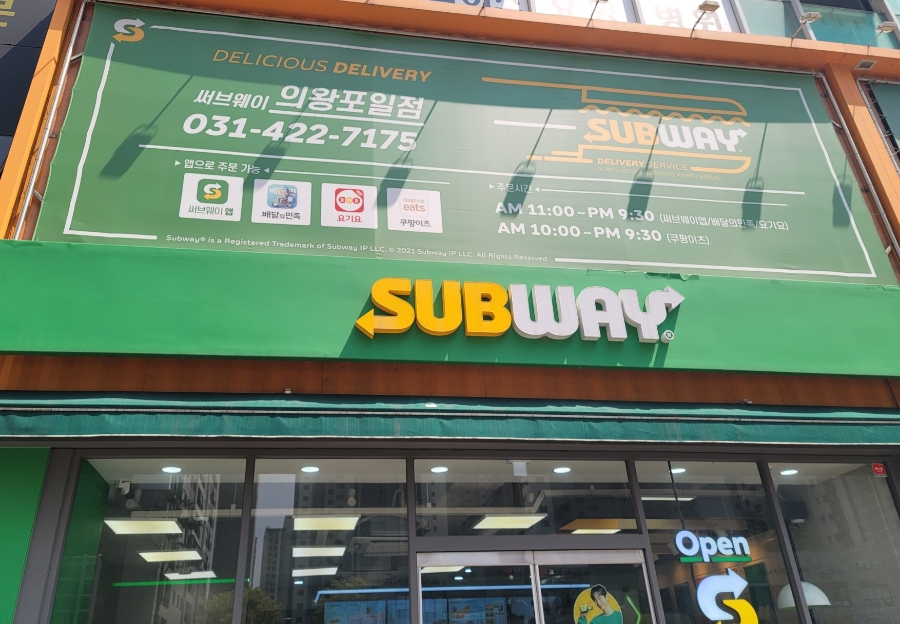 DELICIOUS DELIVERY
써브웨이 의왕포일점
031-422-7175
▸앱으로 주문 가능◂
써브웨이 앱
배달의민족
요기요
eats
쿠팡이츠
SUBWAY
DELIVERY SERVICE
▸주문시간◂
AM 11:00~PM 9:30 (써브웨이앱/배달의민족/요기요)
AM 10:00~PM 9:30 (쿠팡이츠)
Subway® is a Registered Trademark of Subway IP LLC. © 2021 Subway IP LLC. All Rights Reserved.
SUBWAY®
Open